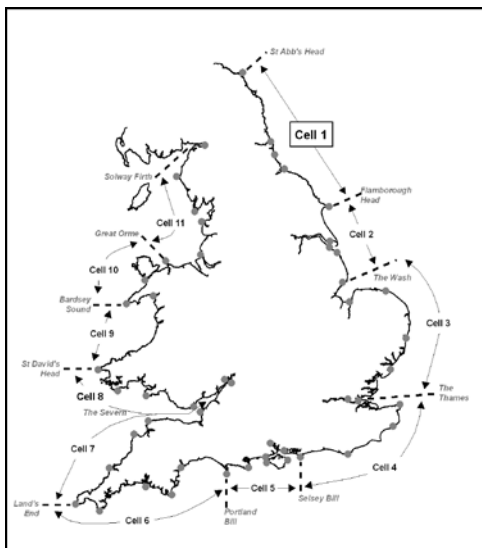 St Abb's Head
Cell 1
Solway Firth
Flamborough
Head
Cell 11
Great Orme
Cell 2
Cell 10
The Wash
Bardsey
Sound
Cell 3
Cell 9
St David's
Head
Cell 8
The
Thames
The Severn
Cell 7
Cell 4
Cell 5
Selsey Bill
Land's
End
Cell 6
Portland
Bill